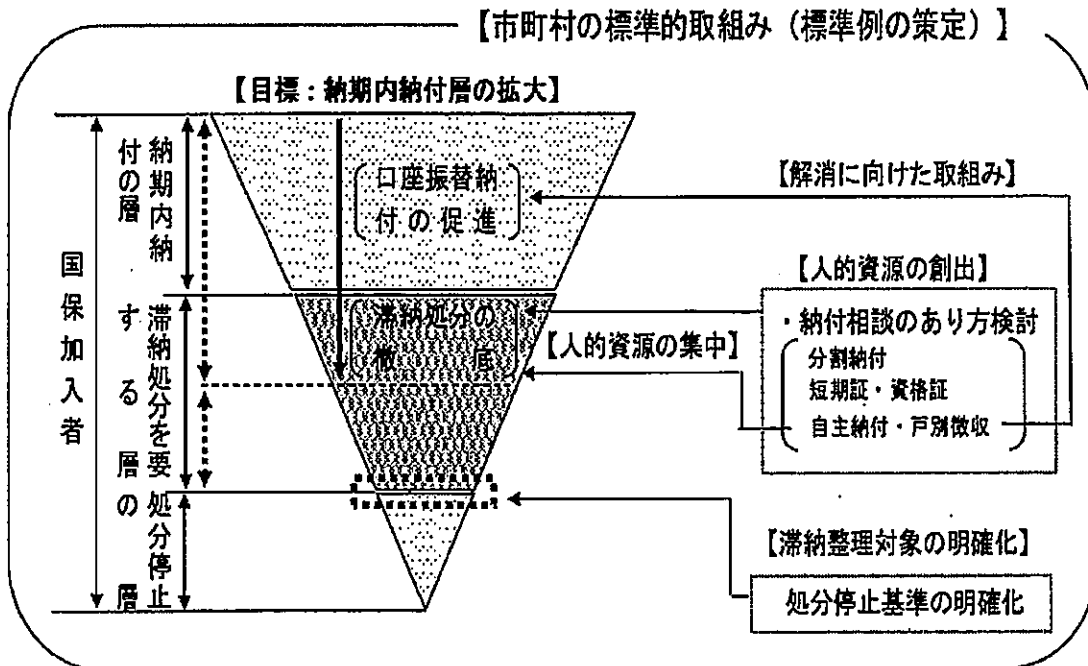 【市町村の標準的取組み（標準例の策定）】
【目標：納期内納付層の拡大】
国保加入者
納期内納
付の層
滞納処分を要
する層
処分停止
の層
口座振替納
付の促進
滞納処分の
徹底
【解消に向けた取組み】
【人的資源の創出】
・納付相談のあり方検討
分割納付
短期証・資格証
自主納付・戸別徴収
【人的資源の集中】
【滞納整理対象の明確化】
処分停止基準の明確化